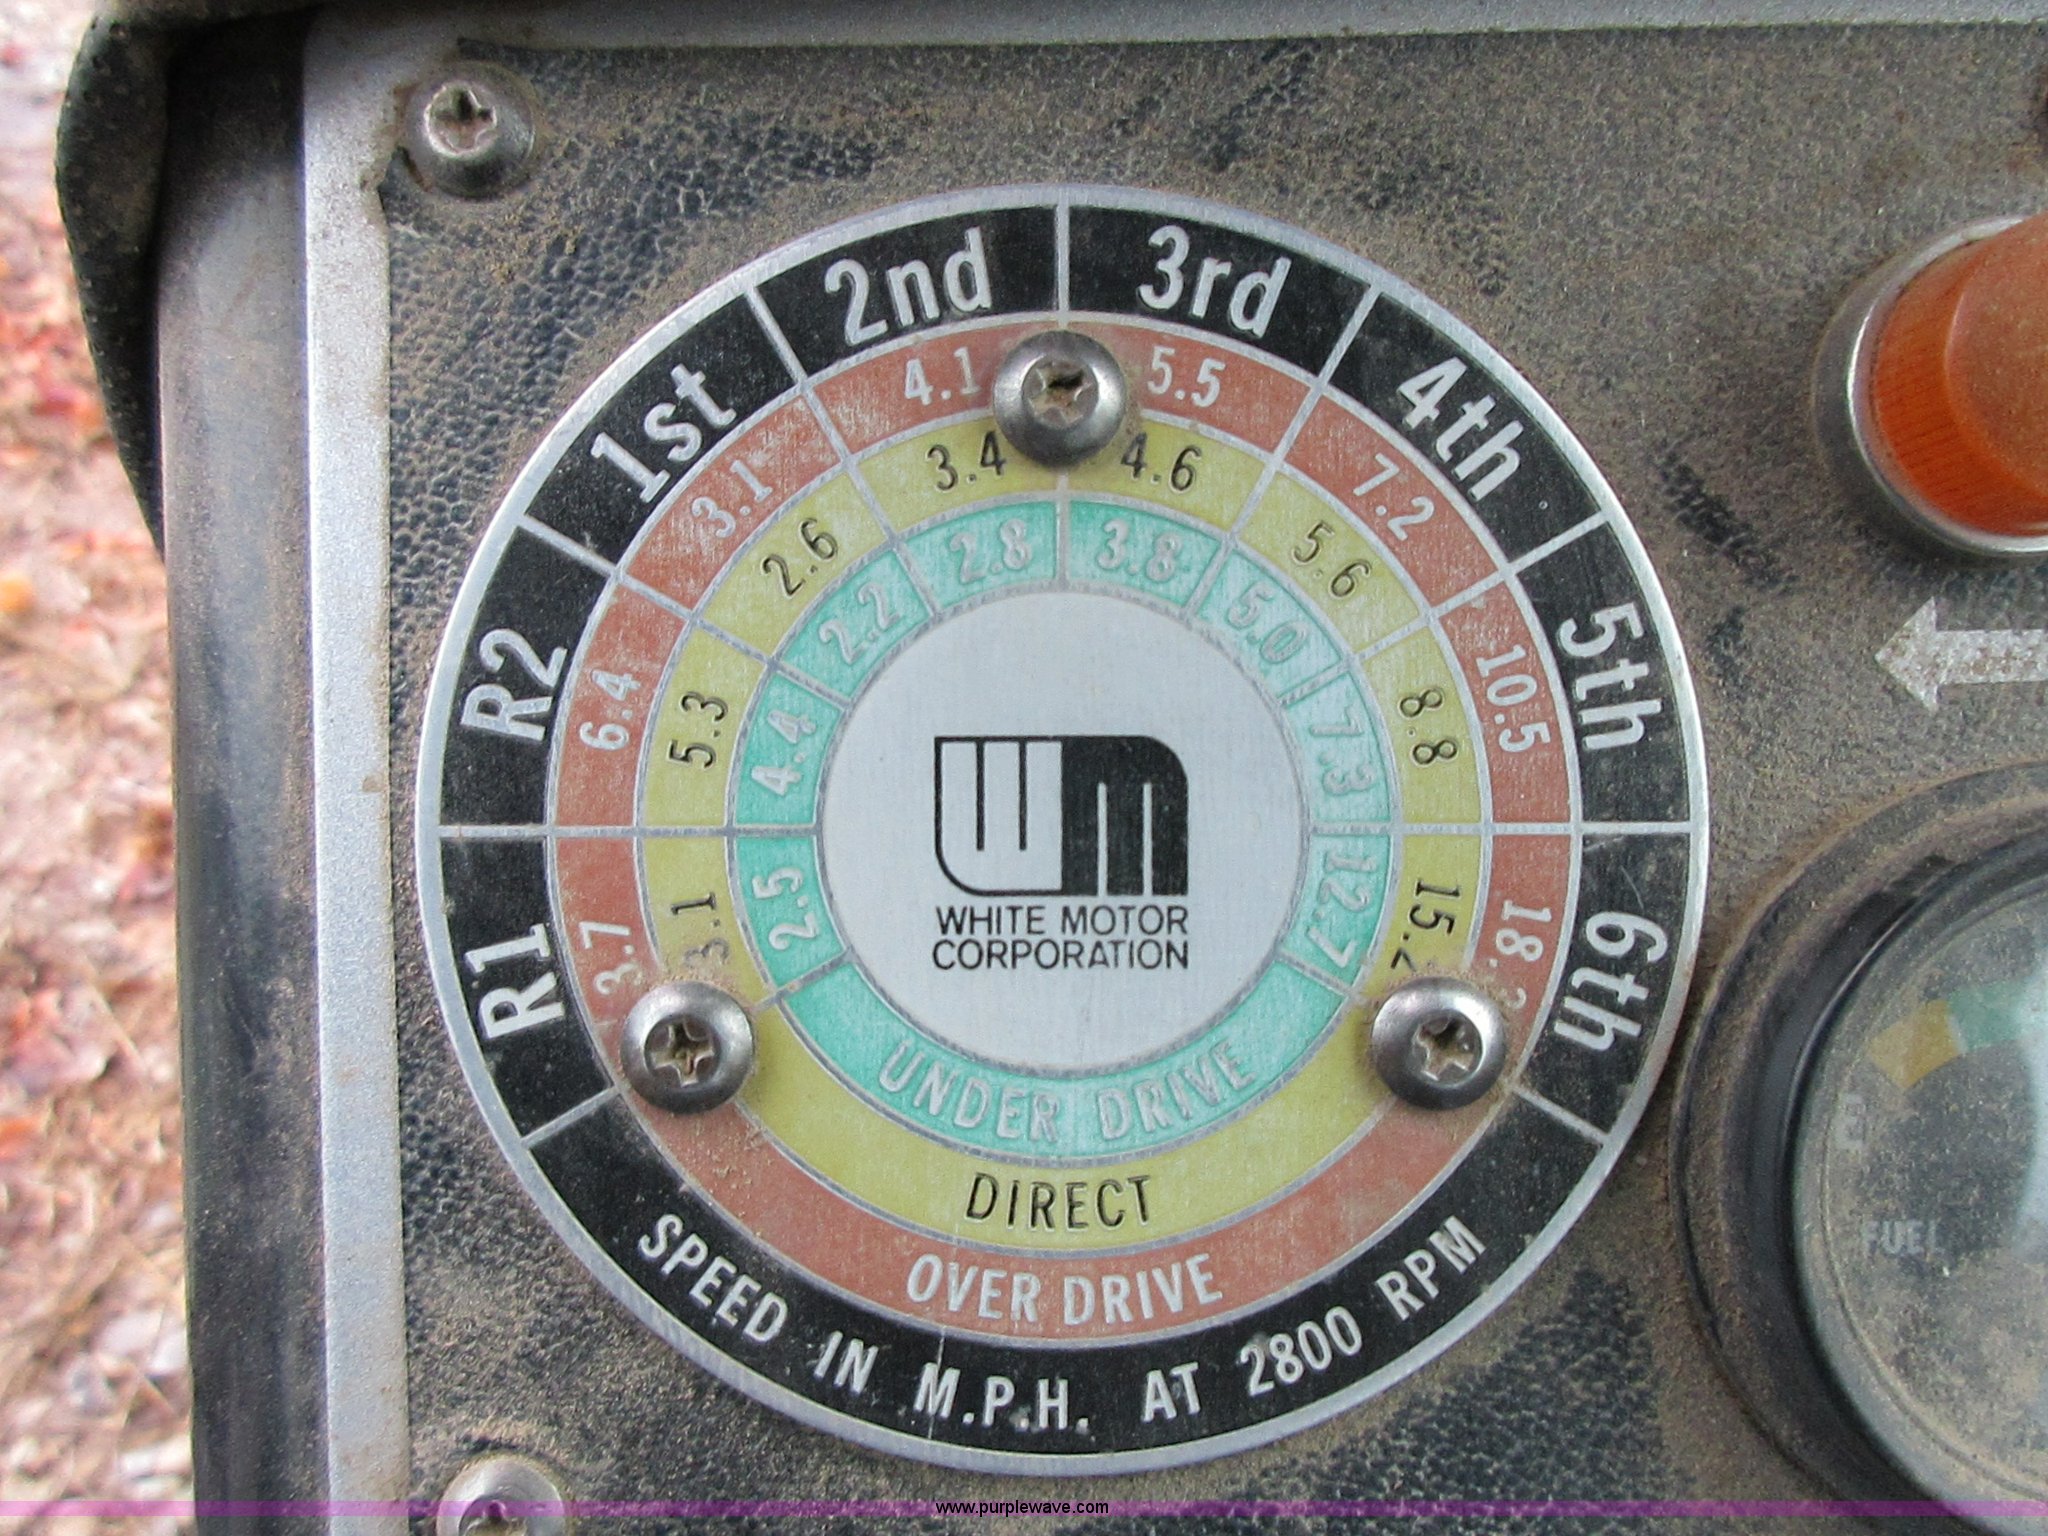 R1 R2 1st 2nd 3rd 4th 5th 6th
3.7 6.4 3.1 4.1 5.5 7.2 10.5
3.1 5.3 2.6 3.4 4.6 5.6 8.8 15.2
2.5 4.4 2.2 2.8 3.8 5.0 7.3 12.7
WHITE MOTOR
CORPORATION
UNDER DRIVE
DIRECT
OVER DRIVE
SPEED IN M.P.H. AT 2800 RPM
E
FUEL
www.purplewave.com